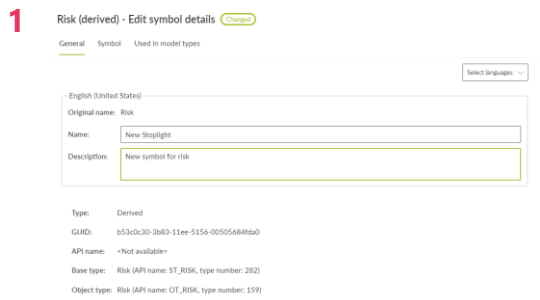 1
Risk (derived) - Edit symbol details Changed
General Symbol Used in model types
Select languages
English (United States)
Original name: Risk
Name: New Stoplight
Description: New symbol for risk
Type: Derived
GUID: b53c0c30-3b83-11ee-5156-00505684fda0
API name: <Not available>
Base type: Risk (API name: ST_RISK, type number: 282)
Object type: Risk (API name: OT_RISK, type number: 159)